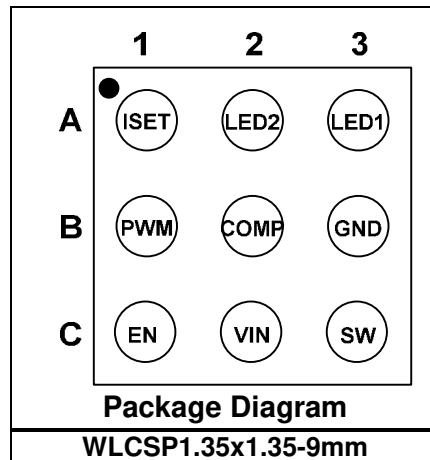 1 2 3
A ISET LED2 LED1
B PWM COMP GND
C EN VIN SW
Package Diagram
WLCSP1.35x1.35-9mm